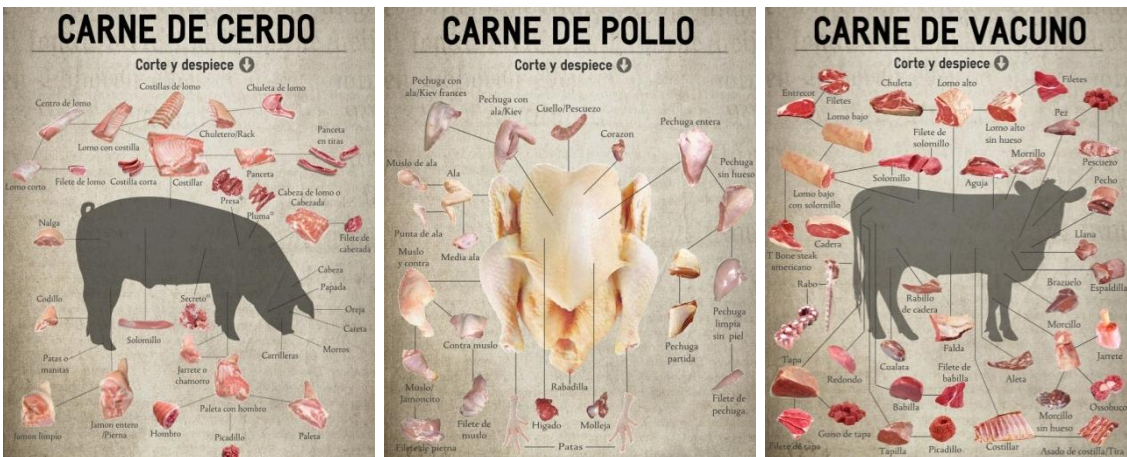 CARNE DE CERDO
Corte y despiece
Costillas de lomo
Centro de lomo
Chuleta de lomo
Chuletero/Rack
Panceta
en tiras
Lomo con costilla
Panceta
Lomo corto
Filete de lomo
Costilla corta
Costillar
Presa
Pluma
Cabeza de lomo o
Cabezada
Nalga
Filete de
cabezada
Cabeza
Papada
Codillo
Secreto
Oreja
Solomillo
Careta
Morros
Patas o
manitas
Jarrete o
chamorro
Carrilleras
Paleta con hombro
Jamon limpio
Jamon entero
/Pierna
Hombro
Picadillo
Paleta
CARNE DE POLLO
Corte y despiece
Pechuga con
ala/Kiev frances
Pechuga con
ala/Kiev
Cuello/Pescuezo
Corazon
Pechuga entera
Muslo de ala
Ala
Pechuga
sin hueso
Punta de ala
Media ala
Muslo
y contra
Contra muslo
Pechuga
partida
Pechuga
limpia
sin piel
Muslo/
Jamoncito
Rabadilla
Filete de
muslo
Filete de pierna
Higado
Molleja
Filete de
pechuga
Patas
CARNE DE VACUNO
Corte y despiece
Entrecot
Filetes
Chuleta
Lomo alto
Filetes
Lomo bajo
Filete de
solomillo
Lomo alto
sin hueso
Pez
Morrillo
Pescuezo
Solomillo
Aguja
Lomo bajo
con solomillo
Pecho
Cadera
Llana
T Bone steak
americano
Espaldilla
Rabo
Rabillo
de cadera
Brazuelo
Morcillo
Falda
Jarrete
Tapa
Redondo
Cualata
Filete de
babilla
Aleta
Babilla
Morcillo
sin hueso
Ossobuco
Filete de tapa
Guiso de tapa
Tapilla
Picadillo
Costillar
Asado de costilla/Tira